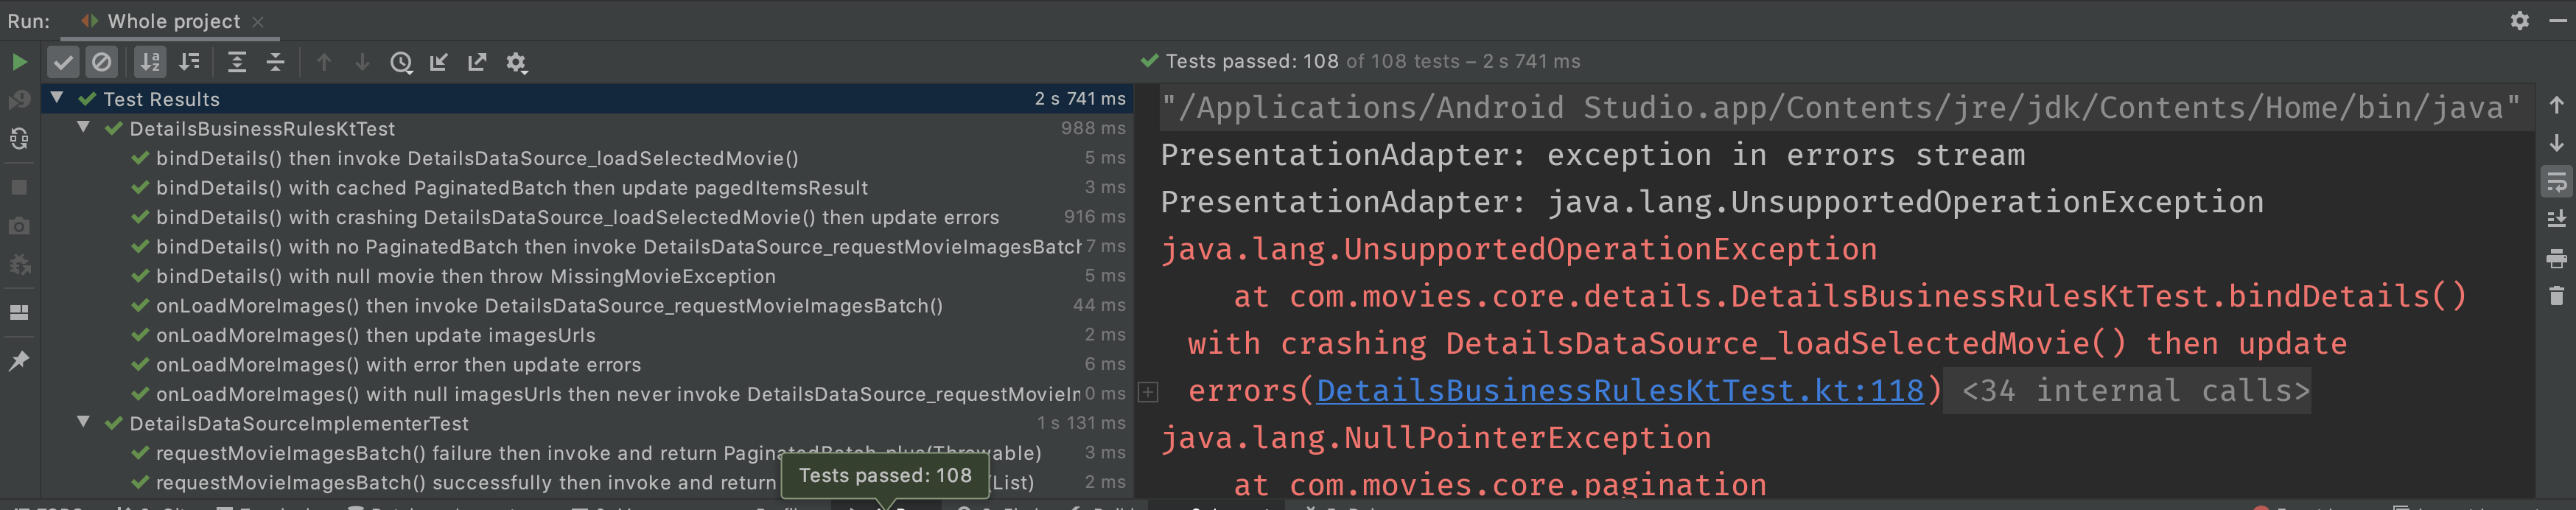 Run: Whole project
Tests passed: 108 of 108 tests – 2 s 741 ms
Test Results 2 s 741 ms
DetailsBusinessRulesKtTest 988 ms
bindDetails() then invoke DetailsDataSource_loadSelectedMovie() 5 ms
bindDetails() with cached PaginatedBatch then update pagedItemsResult 3 ms
bindDetails() with crashing DetailsDataSource_loadSelectedMovie() then update errors 916 ms
bindDetails() with no PaginatedBatch then invoke DetailsDataSource_requestMovieImagesBatch 7 ms
bindDetails() with null movie then throw MissingMovieException 5 ms
onLoadMoreImages() then invoke DetailsDataSource_requestMovieImagesBatch() 44 ms
onLoadMoreImages() then update imagesUrls 2 ms
onLoadMoreImages() with error then update errors 6 ms
onLoadMoreImages() with null imagesUrls then never invoke DetailsDataSource_requestMovieIm 0 ms
DetailsDataSourceImplementerTest 1 s 131 ms
requestMovieImagesBatch() failure then invoke and return PaginatedBatch_plus(Throwable) 3 ms
requestMovieImagesBatch() successfully then invoke and return (List) 2 ms
Tests passed: 108
"/Applications/Android Studio.app/Contents/jre/jdk/Contents/Home/bin/java"
PresentationAdapter: exception in errors stream
PresentationAdapter: java.lang.UnsupportedOperationException
java.lang.UnsupportedOperationException
at com.movies.core.details.DetailsBusinessRulesKtTest.bindDetails()
with crashing DetailsDataSource_loadSelectedMovie() then update
errors(DetailsBusinessRulesKtTest.kt:118) <34 internal calls>
java.lang.NullPointerException
at com.movies.core.pagination